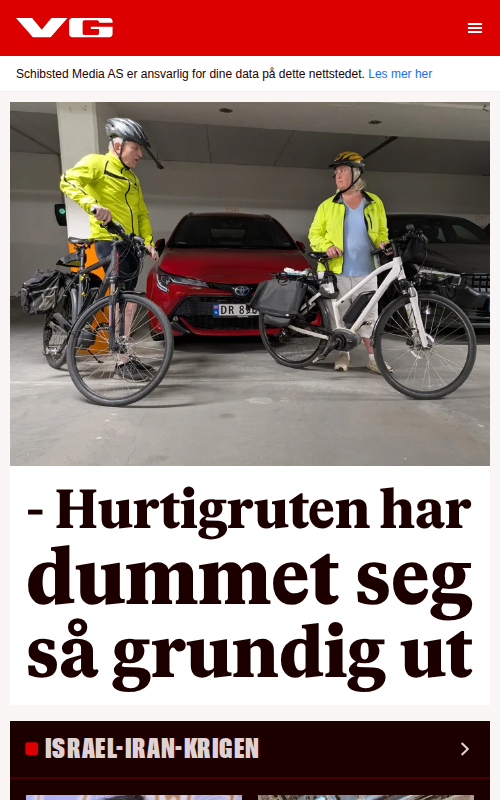 VG
Schibsted Media AS er ansvarlig for dine data på dette nettstedet. Les mer her
DR
- Hurtigruten har
dummet seg
så grundig ut
ISRAEL-IRAN-KRIGEN